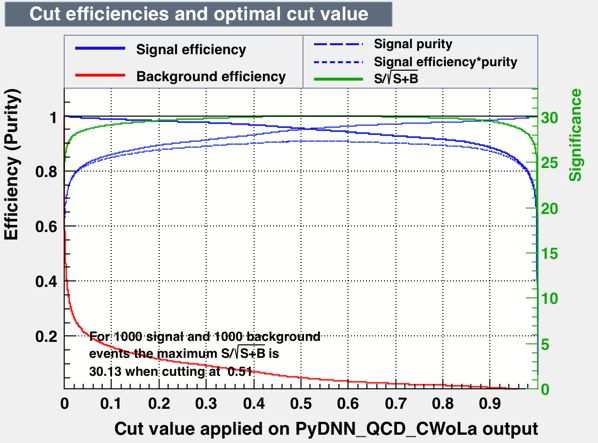 Cut efficiencies and optimal cut value
Signal efficiency
Background efficiency
Signal purity
Signal efficiency*purity
S/√S+B
Efficiency (Purity)
1
0.8
0.6
0.4
0.2
Significance
30
25
20
15
10
5
0
For 1000 signal and 1000 background
events the maximum S/√S+B is
30.13 when cutting at 0.51
0 0.1 0.2 0.3 0.4 0.5 0.6 0.7 0.8 0.9
Cut value applied on PyDNN_QCD_CWoLa output